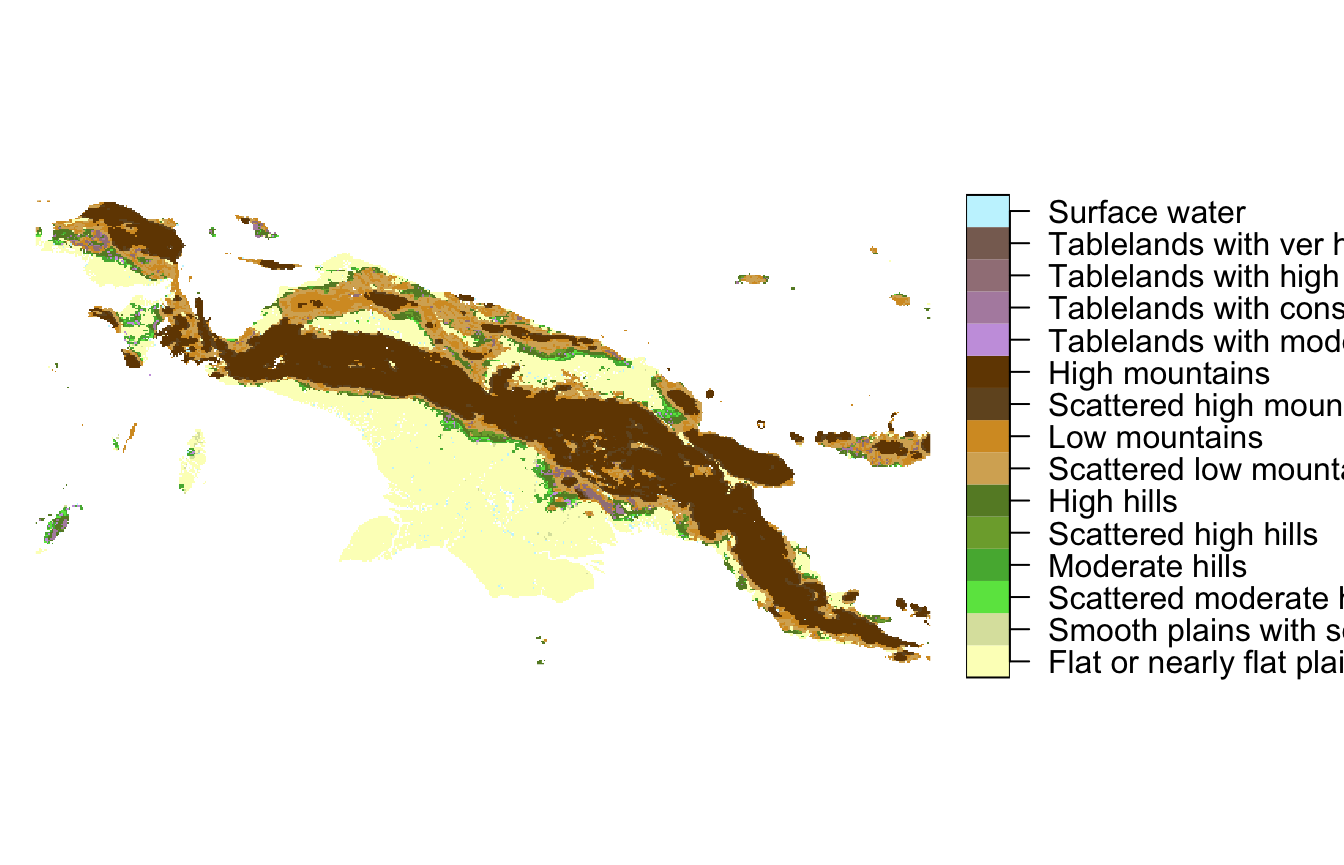 Surface water
Tablelands with ver h
Tablelands with high
Tablelands with cons
Tablelands with mode
High mountains
Scattered high moun
Low mountains
Scattered low mounta
High hills
Scattered high hills
Moderate hills
Scattered moderate h
Smooth plains with so
Flat or nearly flat plai